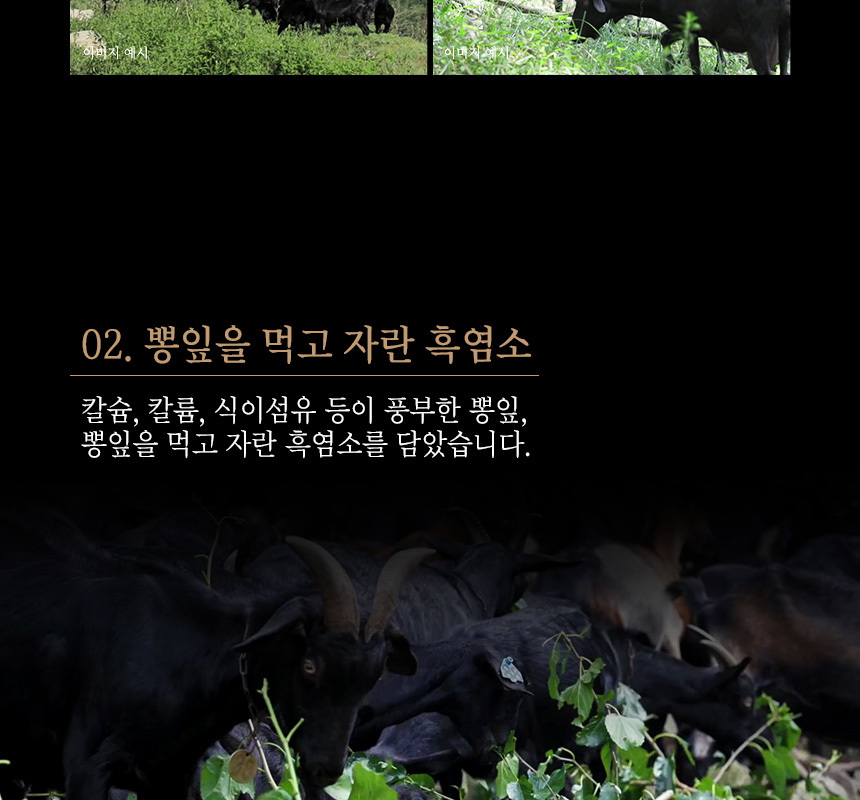 이미지 예시
이미지 예시
02. 뽕잎을 먹고 자란 흑염소
칼슘, 칼륨, 식이섬유 등이 풍부한 뽕잎,
뽕잎을 먹고 자란 흑염소를 담았습니다.